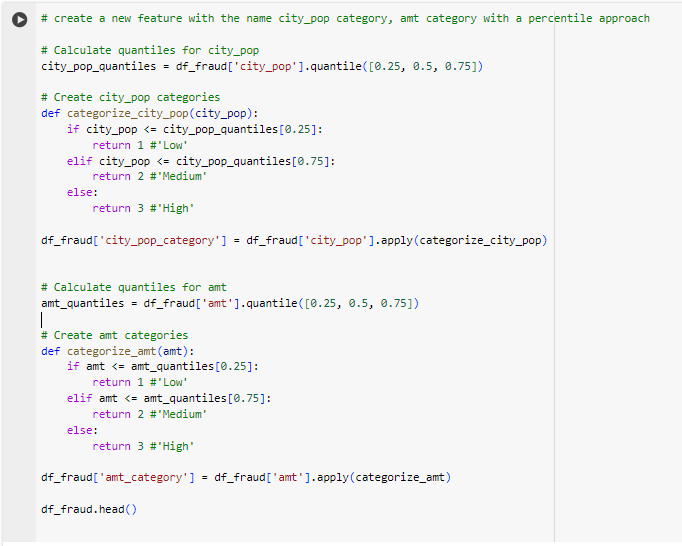 # create a new feature with the name city_pop category, amt category with a percentile approach
# Calculate quantiles for city_pop
city_pop_quantiles = df_fraud['city_pop'].quantile([0.25, 0.5, 0.75])
# Create city_pop categories
def categorize_city_pop(city_pop):
    if city_pop <= city_pop_quantiles[0.25]:
        return 1 #'Low'
    elif city_pop <= city_pop_quantiles[0.75]:
        return 2 #'Medium'
    else:
        return 3 #'High'
df_fraud['city_pop_category'] = df_fraud['city_pop'].apply(categorize_city_pop)
# Calculate quantiles for amt
amt_quantiles = df_fraud['amt'].quantile([0.25, 0.5, 0.75])
# Create amt categories
def categorize_amt(amt):
    if amt <= amt_quantiles[0.25]:
        return 1 #'Low'
    elif amt <= amt_quantiles[0.75]:
        return 2 #'Medium'
    else:
        return 3 #'High'
df_fraud['amt_category'] = df_fraud['amt'].apply(categorize_amt)
df_fraud.head()